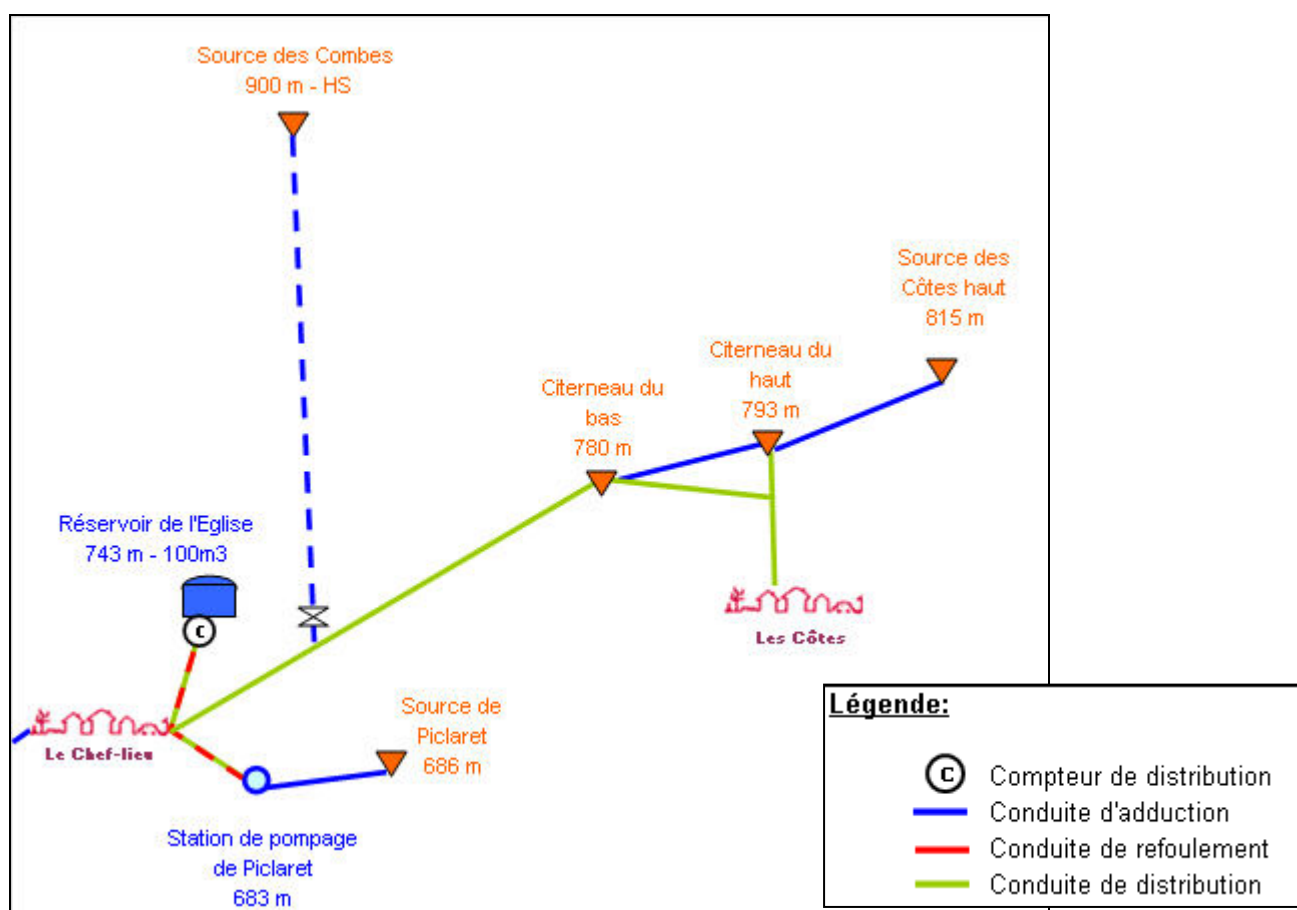 Source des Combes
900 m - HS
Source des
Côtes haut
815 m
Citerneau du
haut
793 m
Citerneau du
bas
780 m
Réservoir de l'Eglise
743 m - 100m3
C
Les Côtes
Le Chef-lieu
Source de
Piclaret
686 m
Station de pompage
de Piclaret
683 m
Légende:
C Compteur de distribution
Conduite d'adduction
Conduite de refoulement
Conduite de distribution